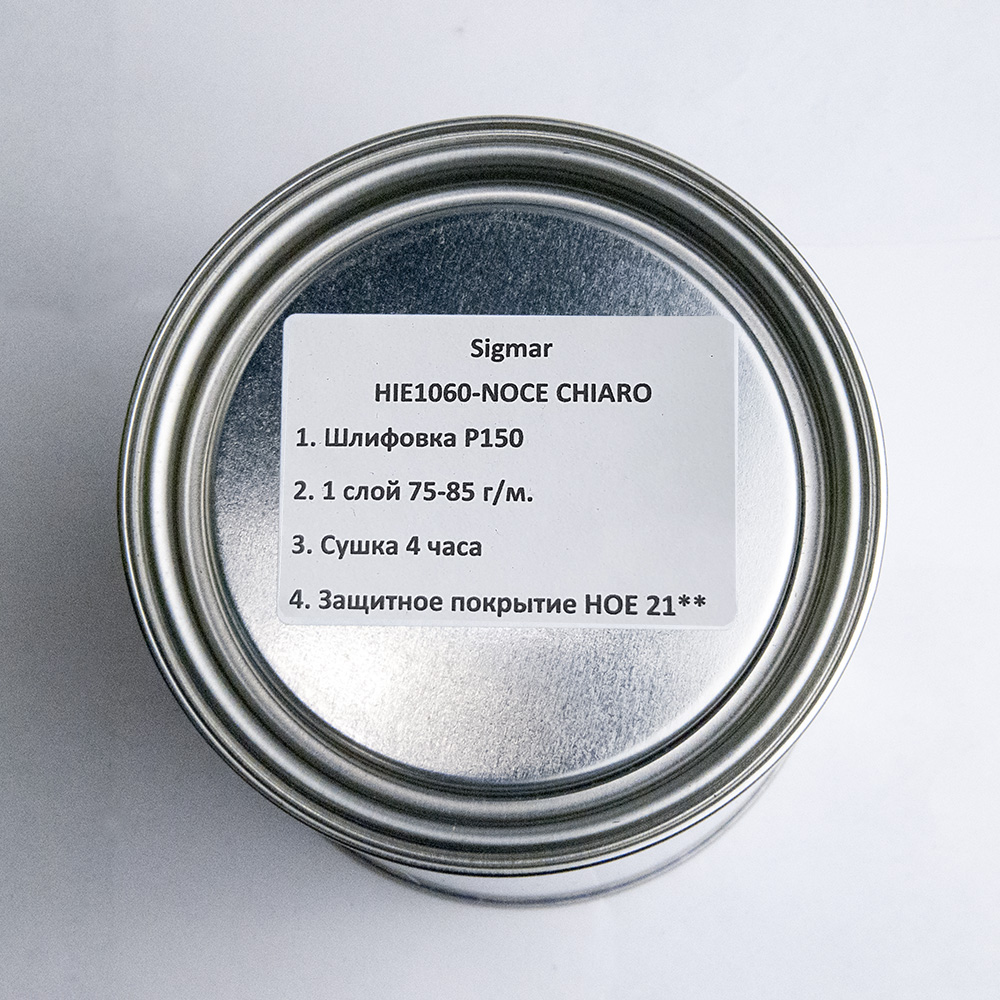 Sigmar
HIE1060-NOCE CHIARO
1. Шлифовка P150
2. 1 слой 75-85 г/м.
3. Сушка 4 часа
4. Защитное покрытие HOE 21**